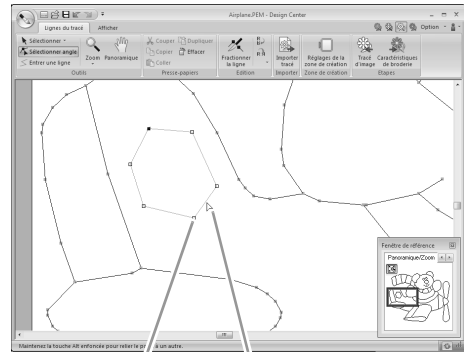 Airplane.PEM - Design Center
Lignes du tracé Afficher
Option
Sélectionner
Sélectionner angle
Entrer une ligne
Zoom
Panoramique
Couper
Dupliquer
Copier
Effacer
Coller
Fractionner la ligne
Importer tracé
Réglages de la zone de création
Tracé d'image
Caractéristiques de broderie
Outils
Presse-papiers
Edition
Importer
Zone de création
Etapes
Fenêtre de référence
Panoramique/Zoom
Maintenez la touche Alt enfoncée pour relier le po à un autre.